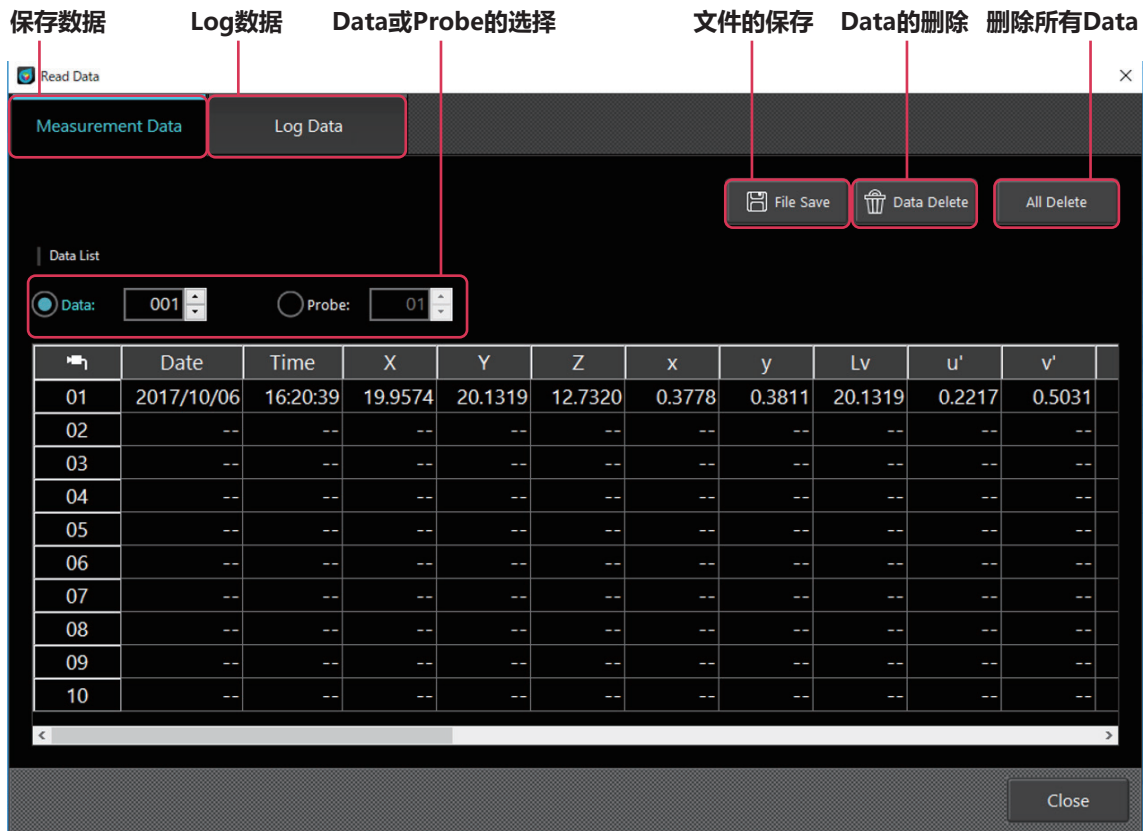 保存数据 Log数据 Data或Probe的选择 文件的保存 Data的删除 删除所有Data
Read Data
Measurement Data Log Data
File Save Data Delete All Delete
Data List
Data: 001 Probe: 01
Date Time X Y Z x y Lv u' v'
01 2017/10/06 16:20:39 19.9574 20.1319 12.7320 0.3778 0.3811 20.1319 0.2217 0.5031
02 -- -- -- -- -- -- -- -- -- --
03 -- -- -- -- -- -- -- -- -- --
04 -- -- -- -- -- -- -- -- -- --
05 -- -- -- -- -- -- -- -- -- --
06 -- -- -- -- -- -- -- -- -- --
07 -- -- -- -- -- -- -- -- -- --
08 -- -- -- -- -- -- -- -- -- --
09 -- -- -- -- -- -- -- -- -- --
10 -- -- -- -- -- -- -- -- -- --
Close